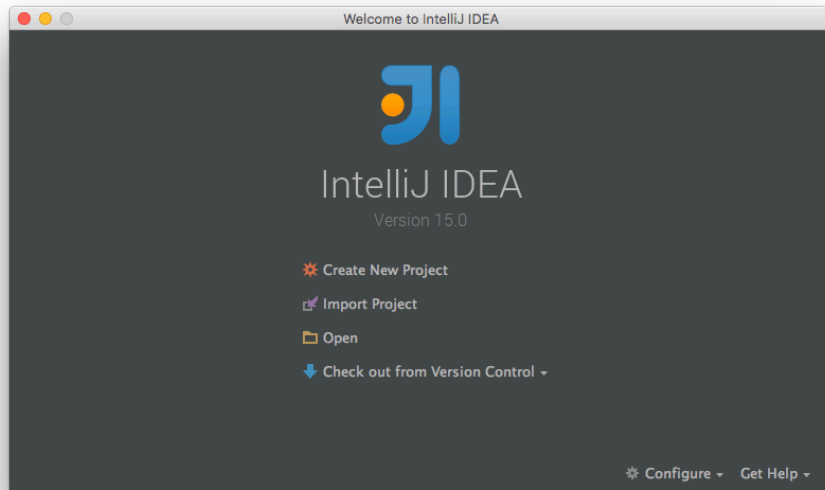 Welcome to IntelliJ IDEA
IntelliJ IDEA
Version 15.0
Create New Project
Import Project
Open
Check out from Version Control
Configure Get Help